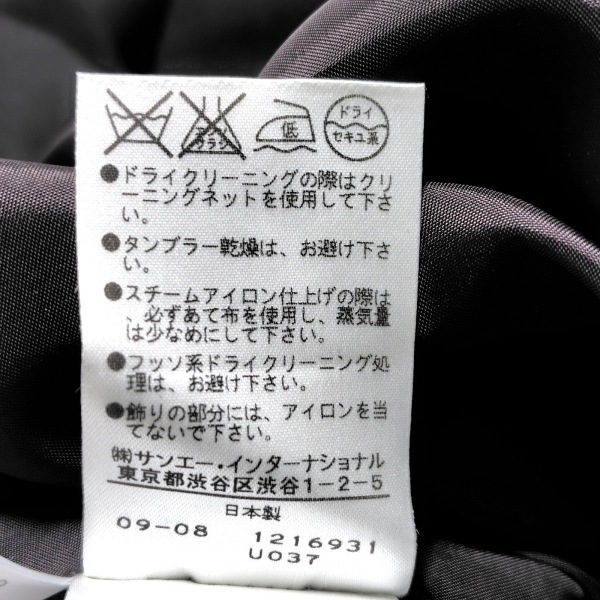 エンソ
サラシ
低
ドライ
セキユ系
●ドライクリーニングの際はクリ
ーニングネットを使用して下さ
い。
●タンブラー乾燥は、お避け下さ
い。
●スチームアイロン仕上げの際は
、必ずあて布を使用し、蒸気量
は少なめにして下さい。
●フッソ系ドライクリーニング処
理は、お避け下さい。
●飾りの部分には、アイロンを当
てないで下さい。
㈱サンエー・インターナショナル
東京都渋谷区渋谷1-2-5
日本製
09-08 1216931
U037